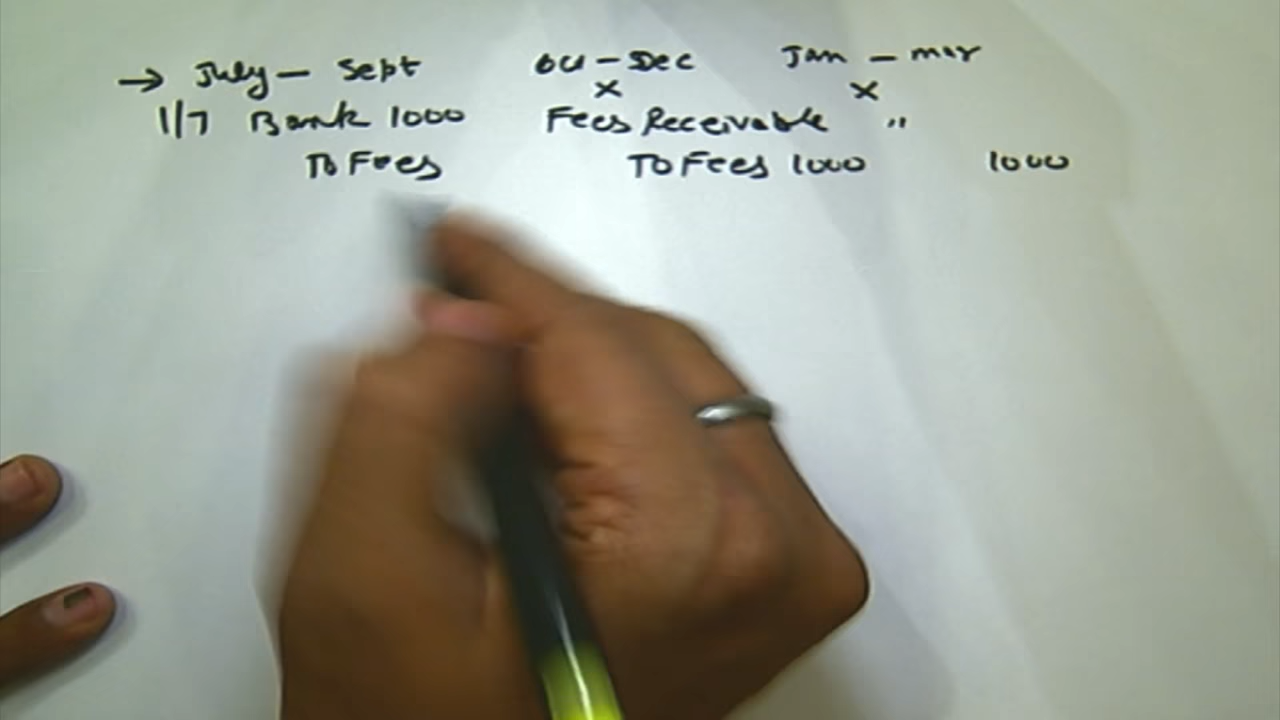 → July - Sept Oct - Dec Jan - mar
× ×
1/7 Bank 1000 Fees Receivable "
To Fees To Fees 1000 1000